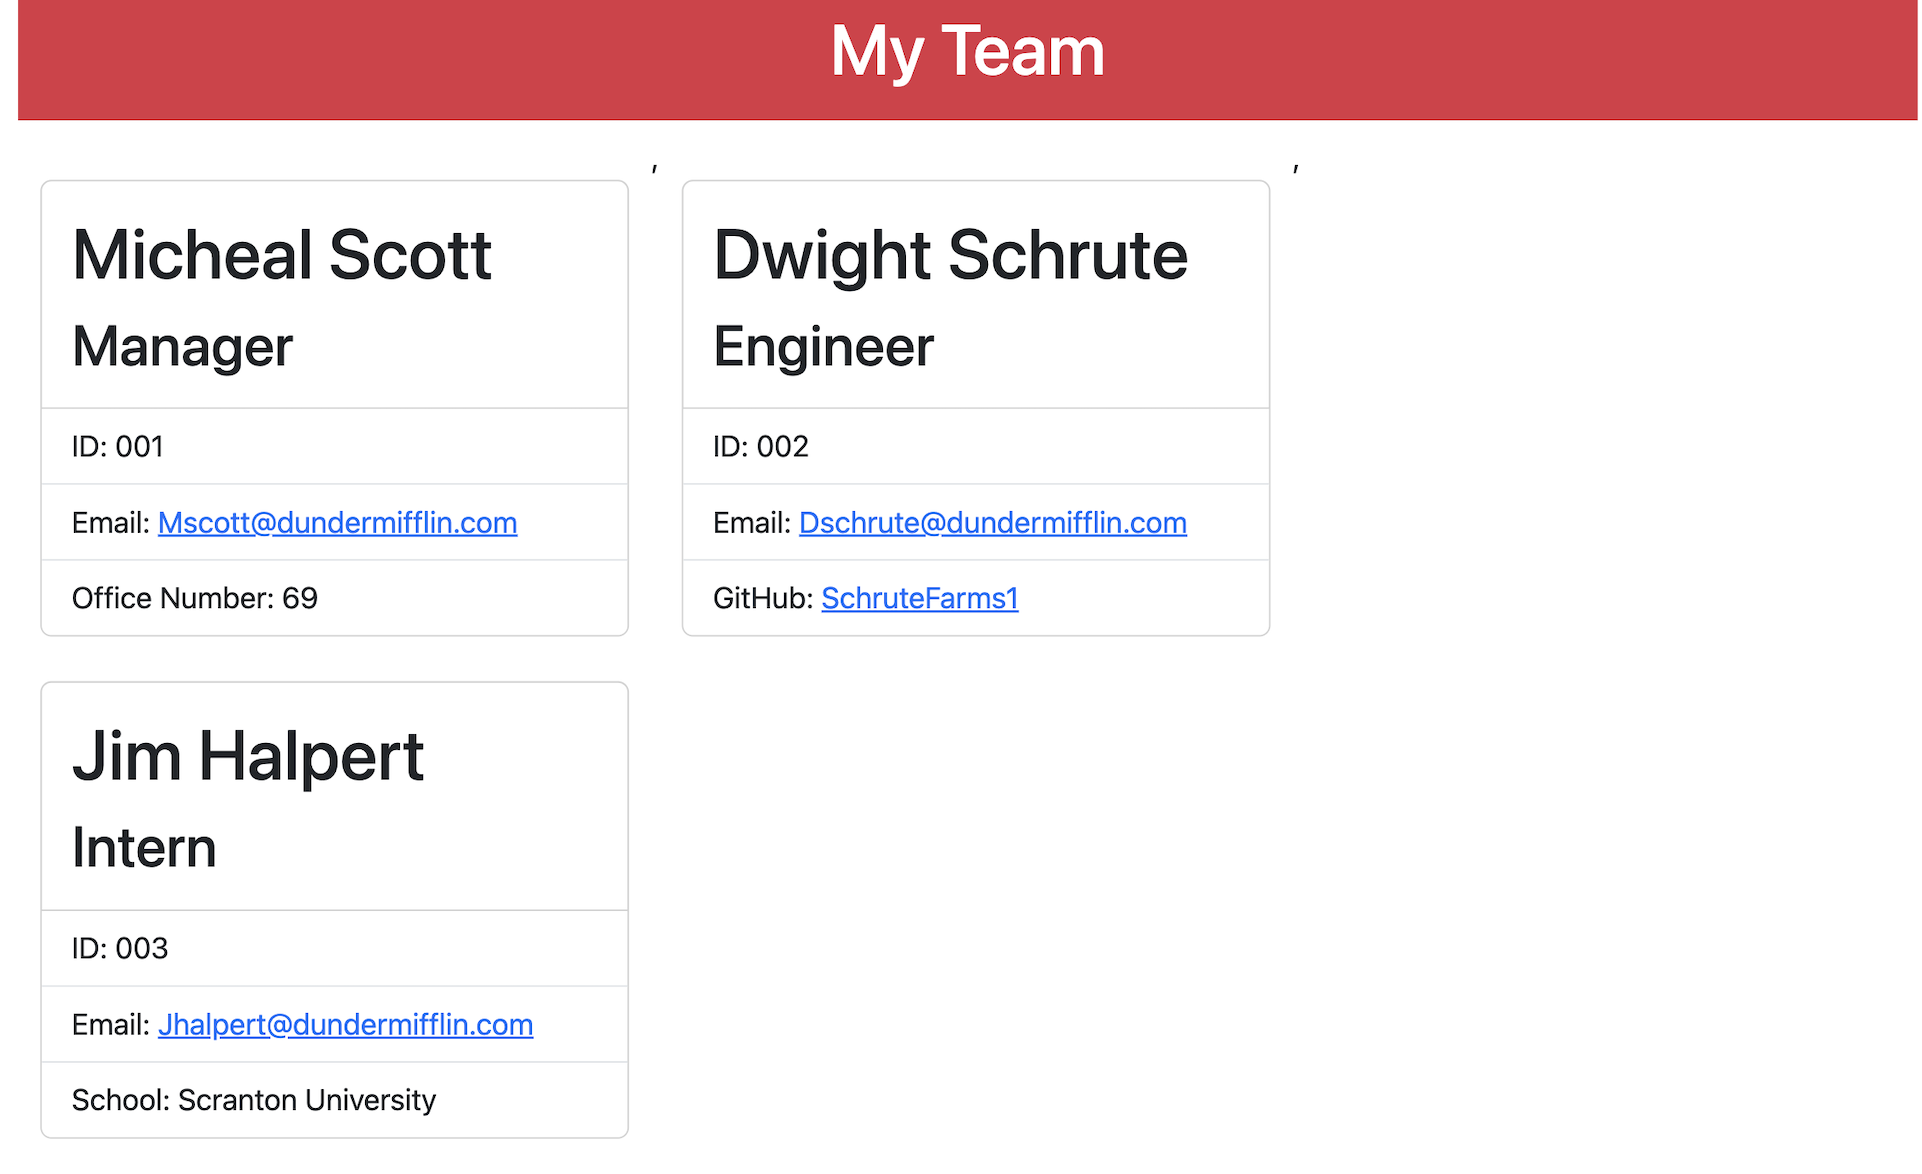 My Team
,
,
Micheal Scott
Manager
ID: 001
Email: Mscott@dundermifflin.com
Office Number: 69
Dwight Schrute
Engineer
ID: 002
Email: Dschrute@dundermifflin.com
GitHub: SchruteFarms1
Jim Halpert
Intern
ID: 003
Email: Jhalpert@dundermifflin.com
School: Scranton University